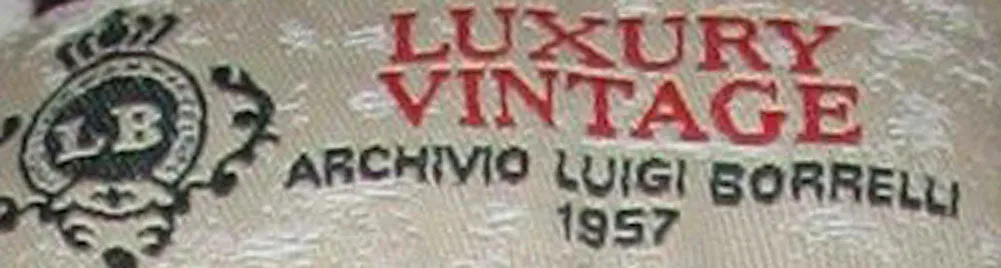 LB
LUXURY
VINTAGE
ARCHIVIO LUIGI BORRELLI
1957